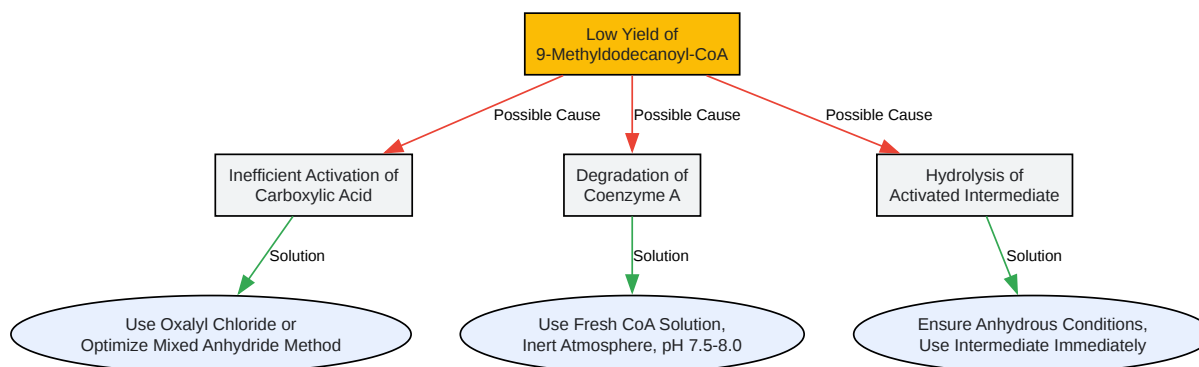 Low Yield of
9-Methyldodecanoyl-CoA
Possible Cause
Possible Cause
Possible Cause
Inefficient Activation of
Carboxylic Acid
Degradation of
Coenzyme A
Hydrolysis of
Activated Intermediate
Solution
Solution
Solution
Use Oxalyl Chloride or
Optimize Mixed Anhydride Method
Use Fresh CoA Solution,
Inert Atmosphere, pH 7.5-8.0
Ensure Anhydrous Conditions,
Use Intermediate Immediately